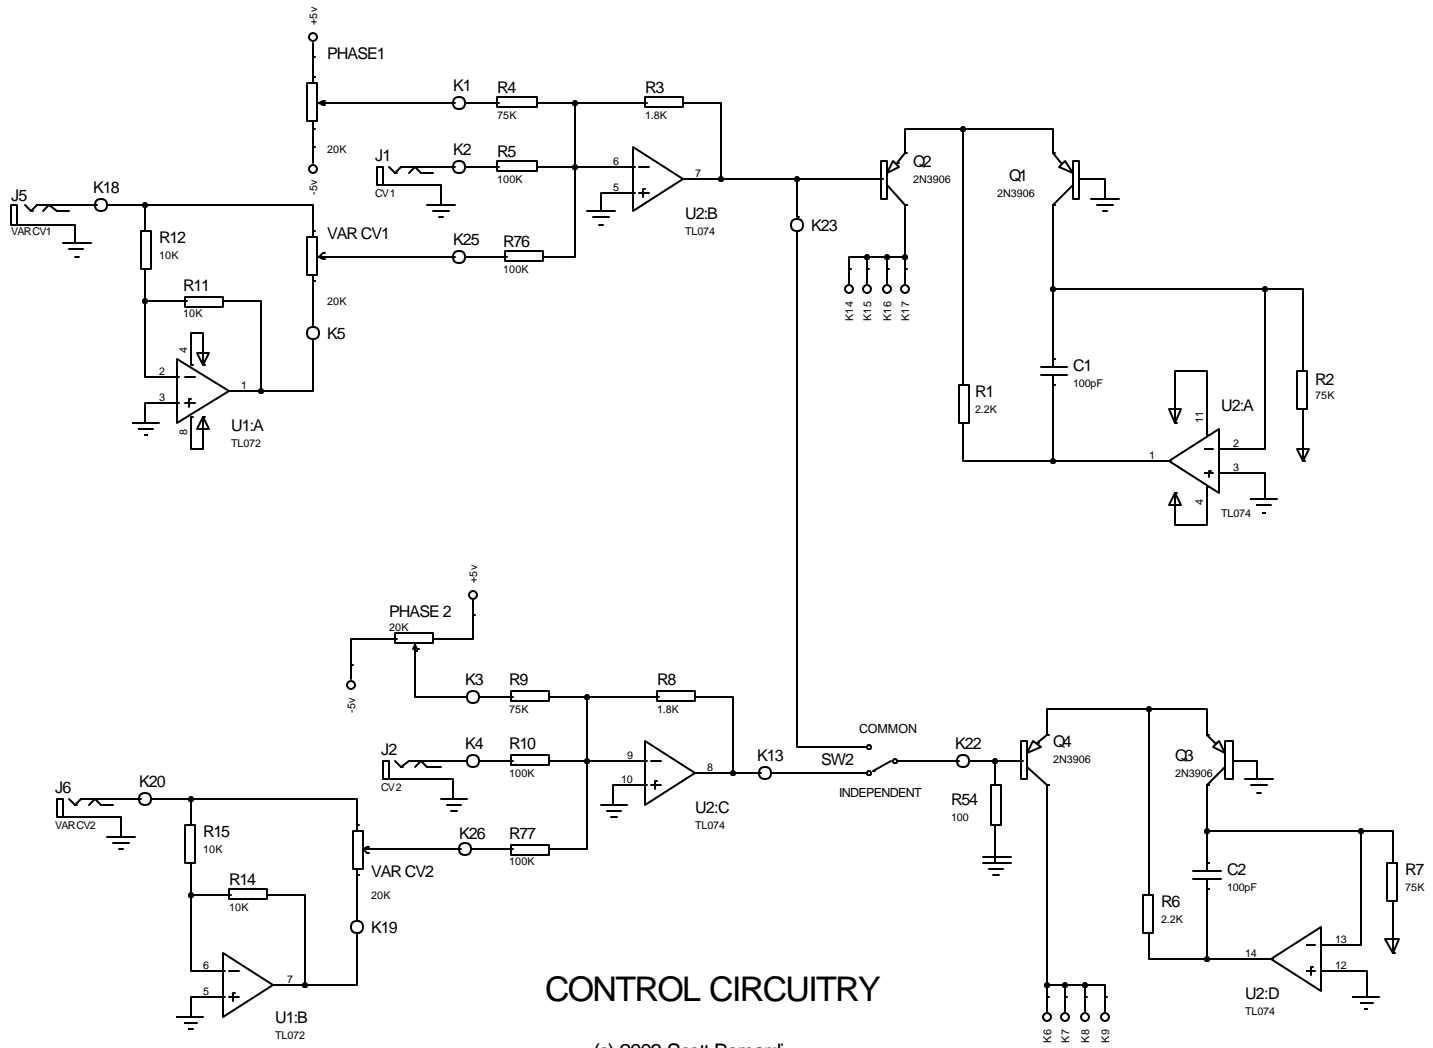 +5v
PHASE1
20K
-5v
K1
R4
75K
R3
1.8K
J1
CV1
K2
R5
100K
6
5
7
U2:B
TL074
J5
VAR CV1
K18
R12
10K
R11
10K
VAR CV1
20K
K25
R76
100K
K5
2
3
4
8
1
U1:A
TL072
K23
Q2
2N3906
Q1
2N3906
K14
K15
K16
K17
R1
2.2K
C1
100pF
R2
75K
U2:A
11
2
3
1
4
TL074
+5v
PHASE 2
20K
-5v
K3
R9
75K
R8
1.8K
J2
CV2
K4
R10
100K
9
10
8
U2:C
TL074
K13
COMMON
SW2
INDEPENDENT
K22
R54
100
Q4
2N3906
Q3
2N3906
J6
VAR CV2
K20
R15
10K
R14
10K
VAR CV2
20K
K26
R77
100K
K19
6
5
7
U1:B
TL072
R6
2.2K
C2
100pF
R7
75K
13
12
14
U2:D
TL074
K6
K7
K8
K9
CONTROL CIRCUITRY
(c) 2002 Scott Bernardi